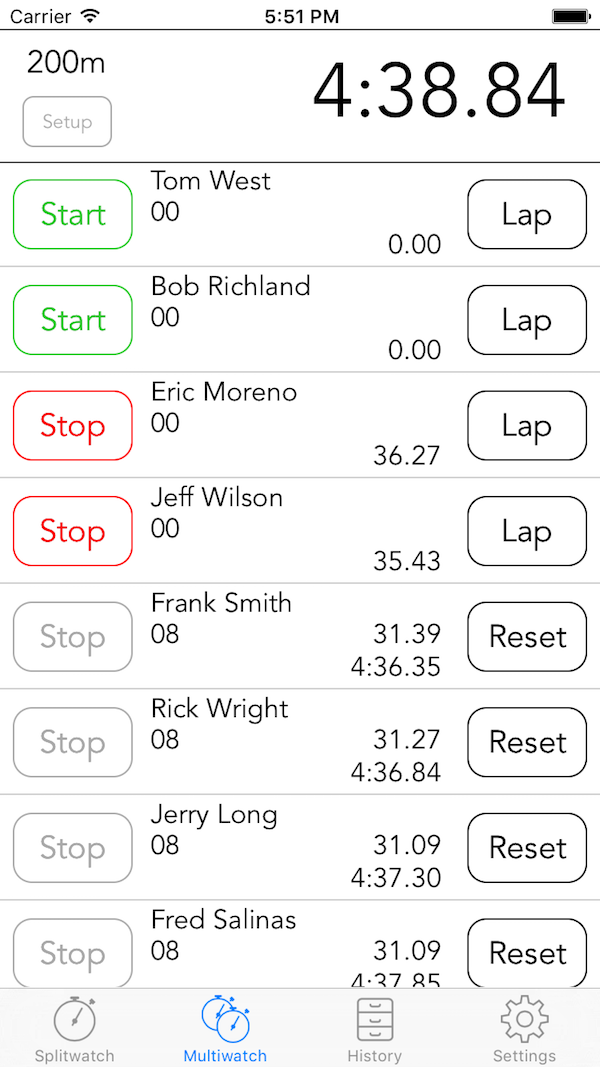 Carrier 5:51 PM
200m
4:38.84
Setup
Tom West
Start 00 Lap
0.00
Bob Richland
Start 00 Lap
0.00
Eric Moreno
Stop 00 Lap
36.27
Jeff Wilson
Stop 00 Lap
35.43
Frank Smith
Stop 08 31.39 Reset
4:36.35
Rick Wright
Stop 08 31.27 Reset
4:36.84
Jerry Long
Stop 08 31.09 Reset
4:37.30
Fred Salinas
Stop 08 31.09 Reset
4:37.85
Splitwatch Multiwatch History Settings